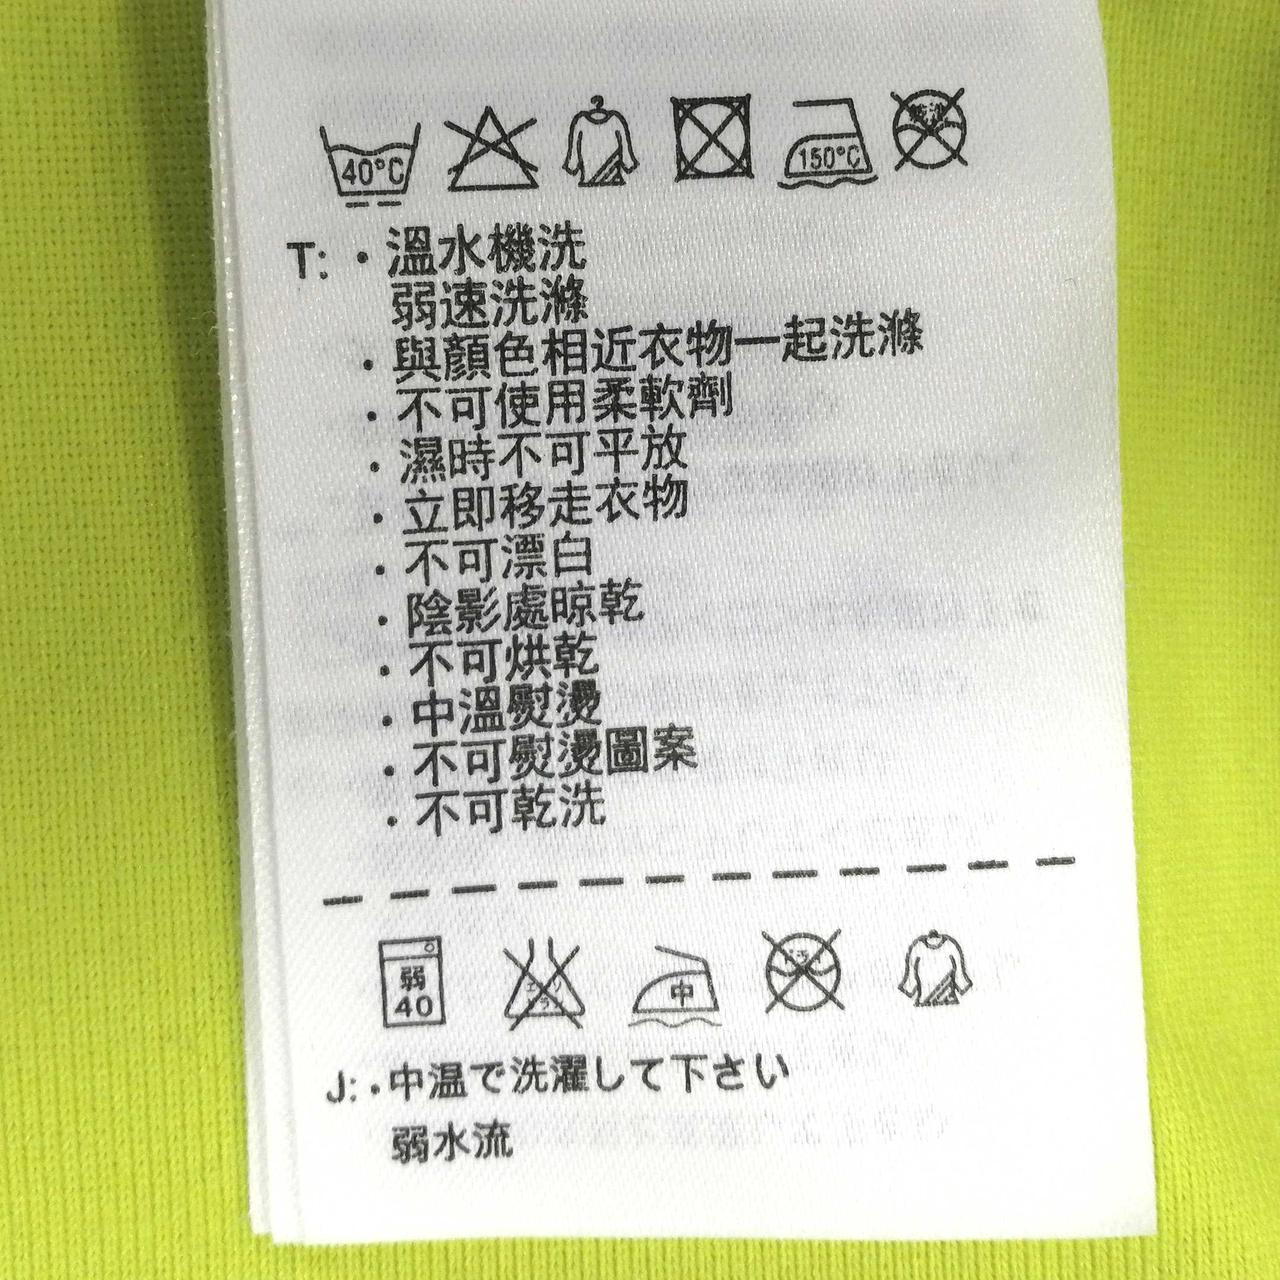 40°C 150°C
T: ・溫水機洗
弱速洗滌
・與顏色相近衣物一起洗滌
・不可使用柔軟劑
・濕時不可平放
・立即移走衣物
・不可漂白
・陰影處晾乾
・不可烘乾
・中溫熨燙
・不可熨燙圖案
・不可乾洗
弱 40 中
J: ・中温で洗濯して下さい
弱水流